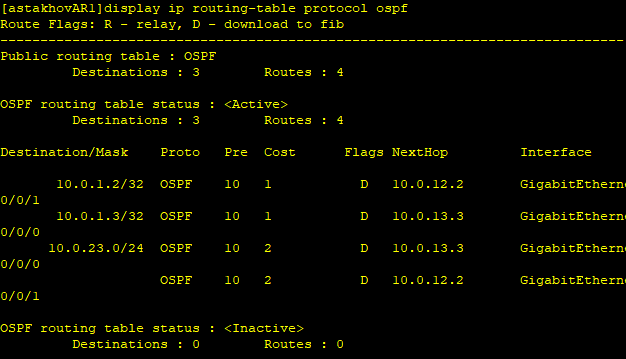 [astakhovAR1]display ip routing-table protocol ospf
Route Flags: R - relay, D - download to fib
------------------------------------------------------------------------------
Public routing table : OSPF
         Destinations : 3        Routes : 4

OSPF routing table status : <Active>
         Destinations : 3        Routes : 4

Destination/Mask    Proto   Pre  Cost      Flags NextHop         Interface

       10.0.1.2/32  OSPF    10   1           D   10.0.12.2       GigabitEtherne
0/0/1
       10.0.1.3/32  OSPF    10   1           D   10.0.13.3       GigabitEtherne
0/0/0
      10.0.23.0/24  OSPF    10   2           D   10.0.13.3       GigabitEtherne
0/0/0
                    OSPF    10   2           D   10.0.12.2       GigabitEtherne
0/0/1

OSPF routing table status : <Inactive>
         Destinations : 0        Routes : 0